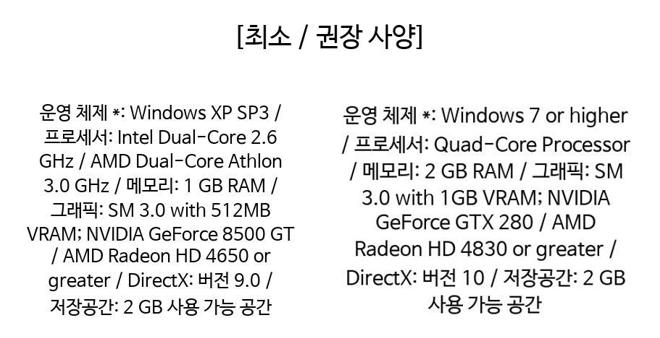 [최소 / 권장 사양]
운영 체제 *: Windows XP SP3 /
프로세서: Intel Dual-Core 2.6
GHz / AMD Dual-Core Athlon
3.0 GHz / 메모리: 1 GB RAM /
그래픽: SM 3.0 with 512MB
VRAM; NVIDIA GeForce 8500 GT
/ AMD Radeon HD 4650 or
greater / DirectX: 버전 9.0 /
저장공간: 2 GB 사용 가능 공간
운영 체제 *: Windows 7 or higher
/ 프로세서: Quad-Core Processor
/ 메모리: 2 GB RAM / 그래픽: SM
3.0 with 1GB VRAM; NVIDIA
GeForce GTX 280 / AMD
Radeon HD 4830 or greater /
DirectX: 버전 10 / 저장공간: 2 GB
사용 가능 공간